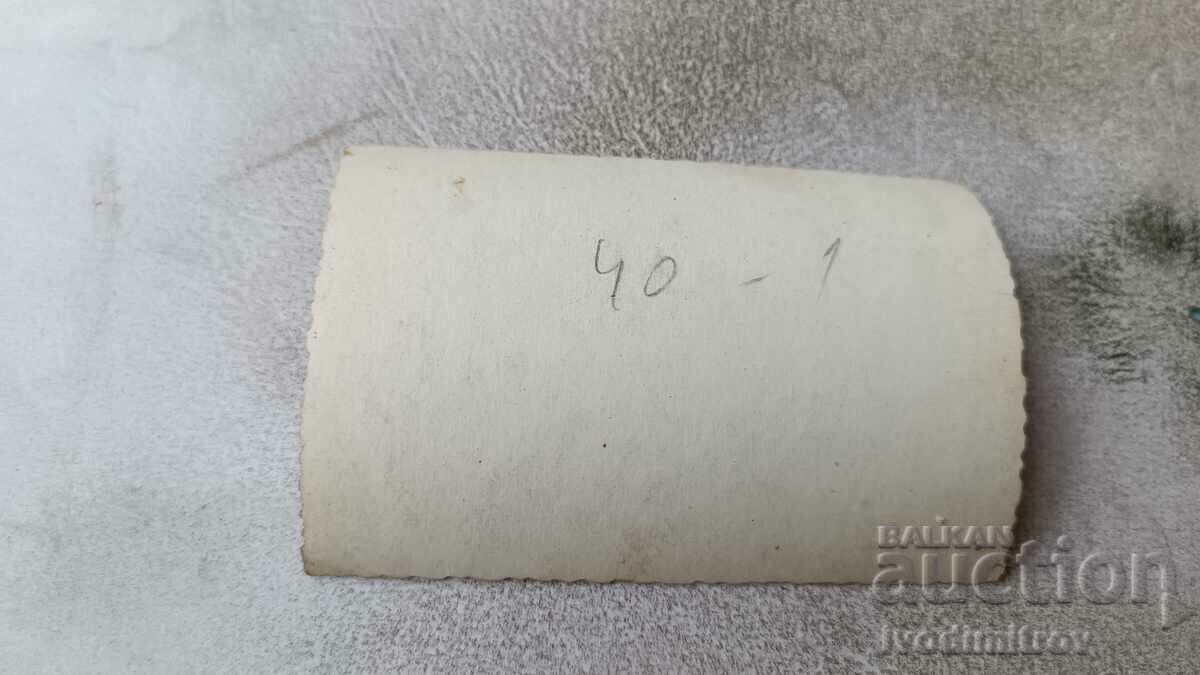 40 - 1
BALKAN
auction
ivodimitrov